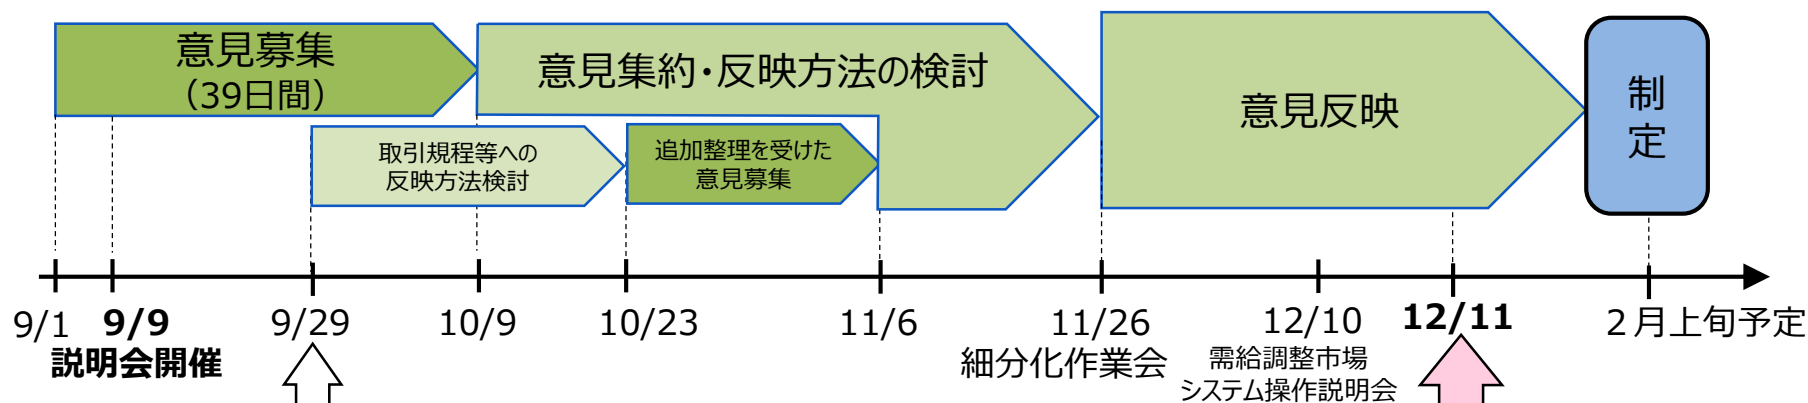 意見募集
（39日間）
意見集約・反映方法の検討
意見反映
制
定
取引規程等への
反映方法検討
追加整理を受けた
意見募集
9/1
9/9
9/29
10/9
10/23
11/6
11/26
12/10
12/11
２月上旬予定
説明会開催
細分化作業会
需給調整市場
システム操作説明会